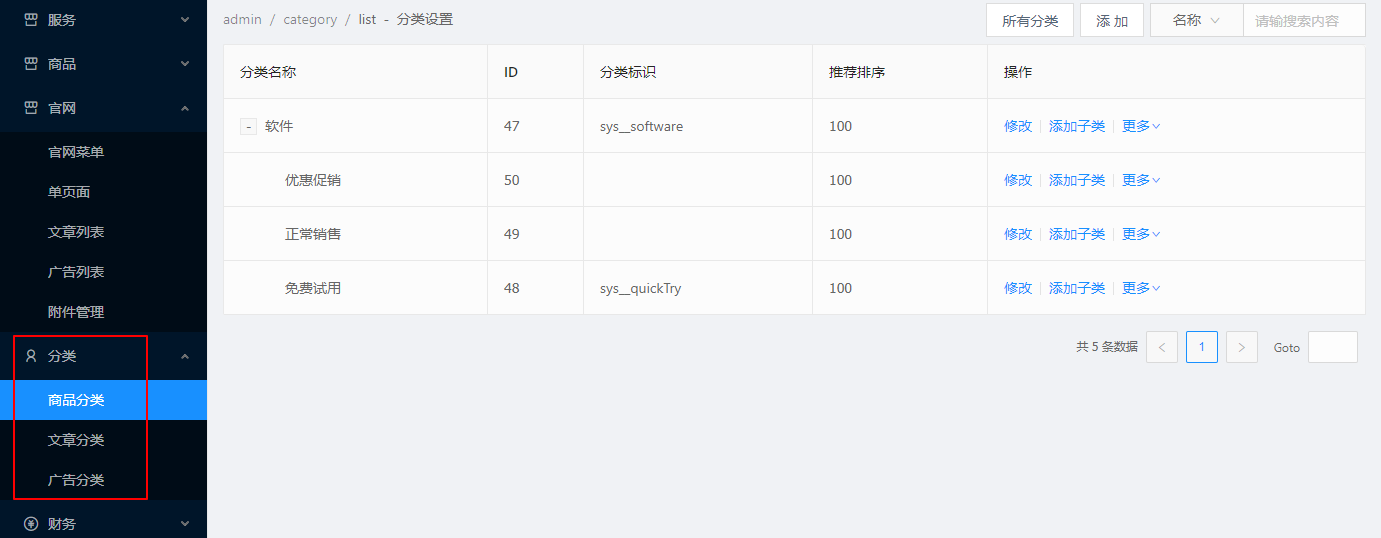 服务
商品
官网
官网菜单
单页面
文章列表
广告列表
附件管理
分类
商品分类
文章分类
广告分类
财务
admin / category / list - 分类设置
所有分类 添 加 名称 请输搜索内容
分类名称 ID 分类标识 推荐排序 操作
- 软件 47 sys__software 100 修改 添加子类 更多
优惠促销 50 100 修改 添加子类 更多
正常销售 49 100 修改 添加子类 更多
免费试用 48 sys__quickTry 100 修改 添加子类 更多
共 5 条数据 < 1 > Goto